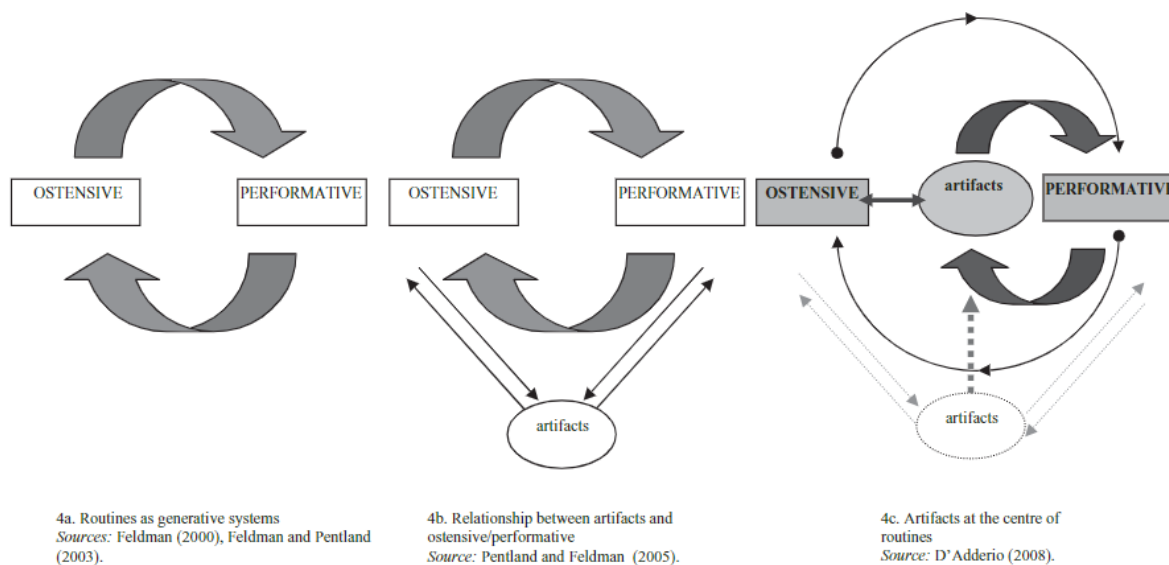 OSTENSIVE
PERFORMATIVE
OSTENSIVE
PERFORMATIVE
artifacts
OSTENSIVE
artifacts
PERFORMATIVE
artifacts
4a. Routines as generative systems
Sources: Feldman (2000), Feldman and Pentland
(2003).
4b. Relationship between artifacts and
ostensive/performative
Source: Pentland and Feldman (2005).
4c. Artifacts at the centre of
routines
Source: D’Adderio (2008).